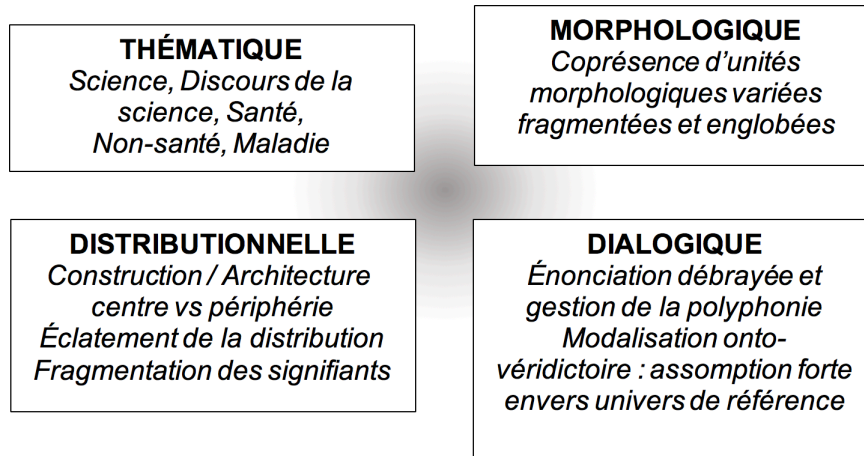 THÉMATIQUE
Science, Discours de la
science, Santé,
Non-santé, Maladie
MORPHOLOGIQUE
Coprésence d’unités
morphologiques variées
fragmentées et englobées
DISTRIBUTIONNELLE
Construction / Architecture
centre vs périphérie
Éclatement de la distribution
Fragmentation des signifiants
DIALOGIQUE
Énonciation débrayée et
gestion de la polyphonie
Modalisation onto-
véridictoire : assomption forte
envers univers de référence